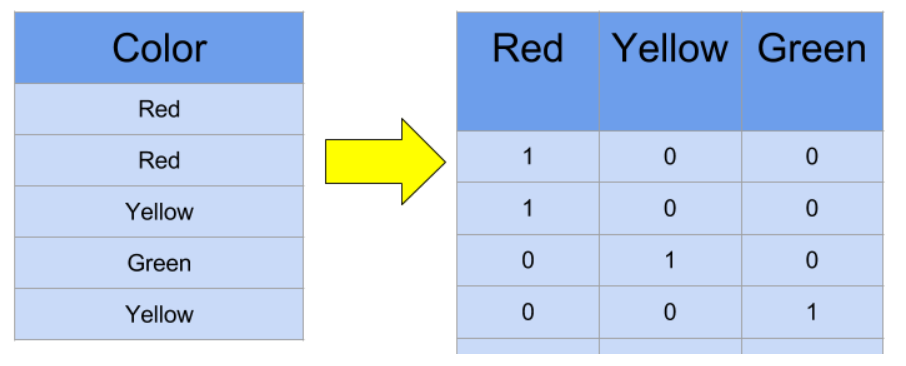 Color
Red
Red
Yellow
Green
Yellow
Red Yellow Green
1 0 0
1 0 0
0 1 0
0 0 1